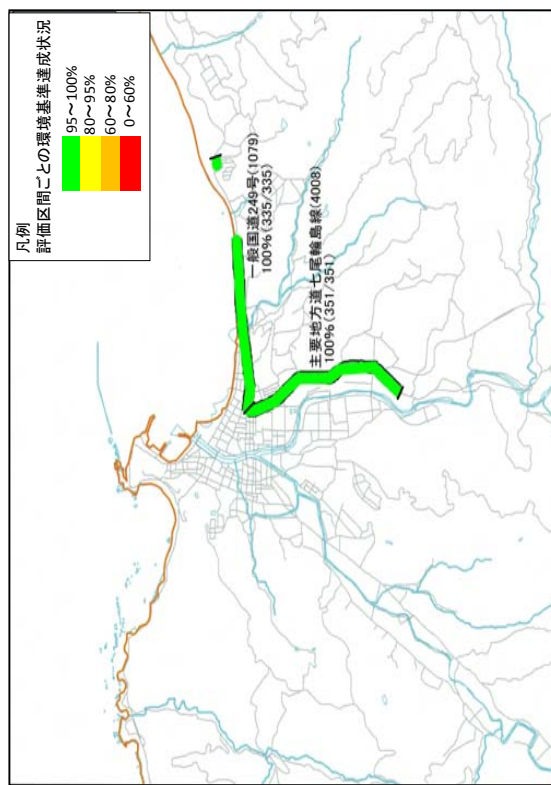 凡例
評価区間ごとの環境基準達成状況
95～100%
80～95%
60～80%
0～60%
一般国道249号(1079)
100%(335/335)
主要地方道七尾輪島線(4008)
100%(351/351)